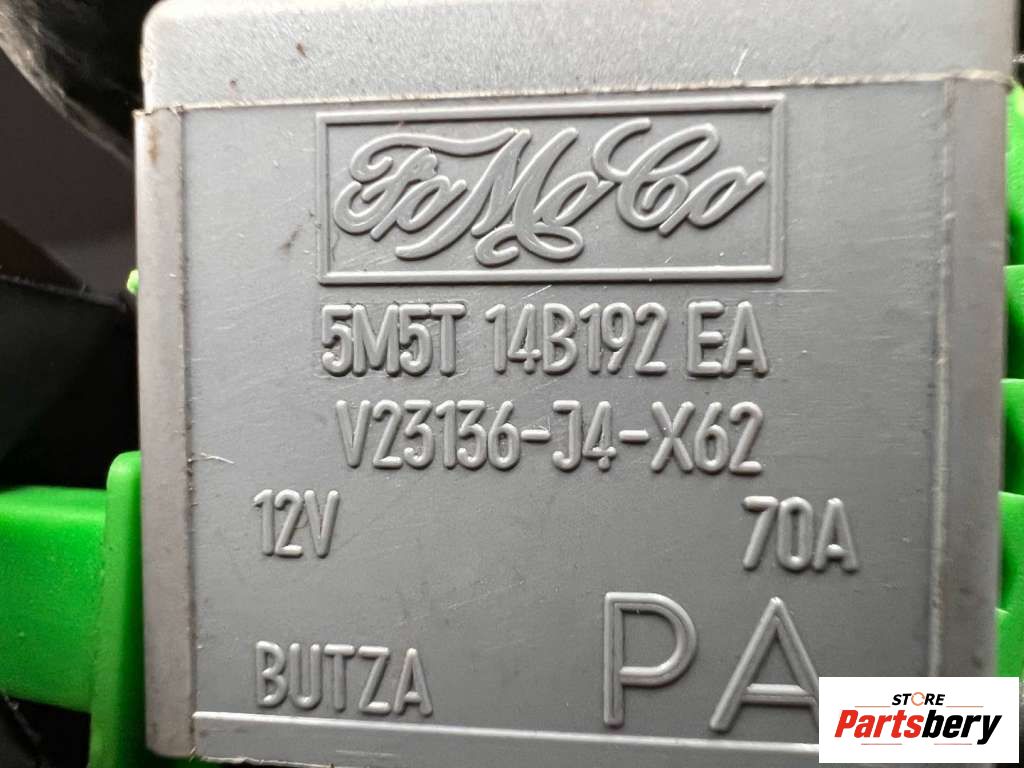 FoMoCo
5M5T 14B192 EA
V23136-J4-X62
12V 70A
BUTZA PA
STORE
Partsbery